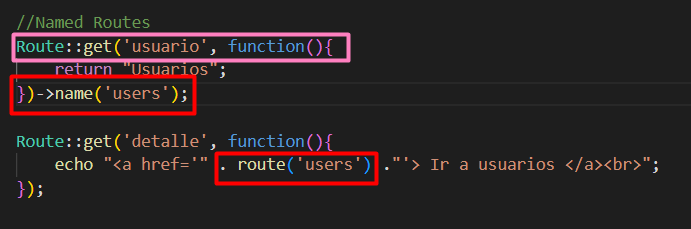 //Named Routes
Route::get('usuario', function(){
return "Usuarios";
})->name('users');
Route::get('detalle', function(){
echo "<a href='" . route('users') ."'> Ir a usuarios </a><br>";
});